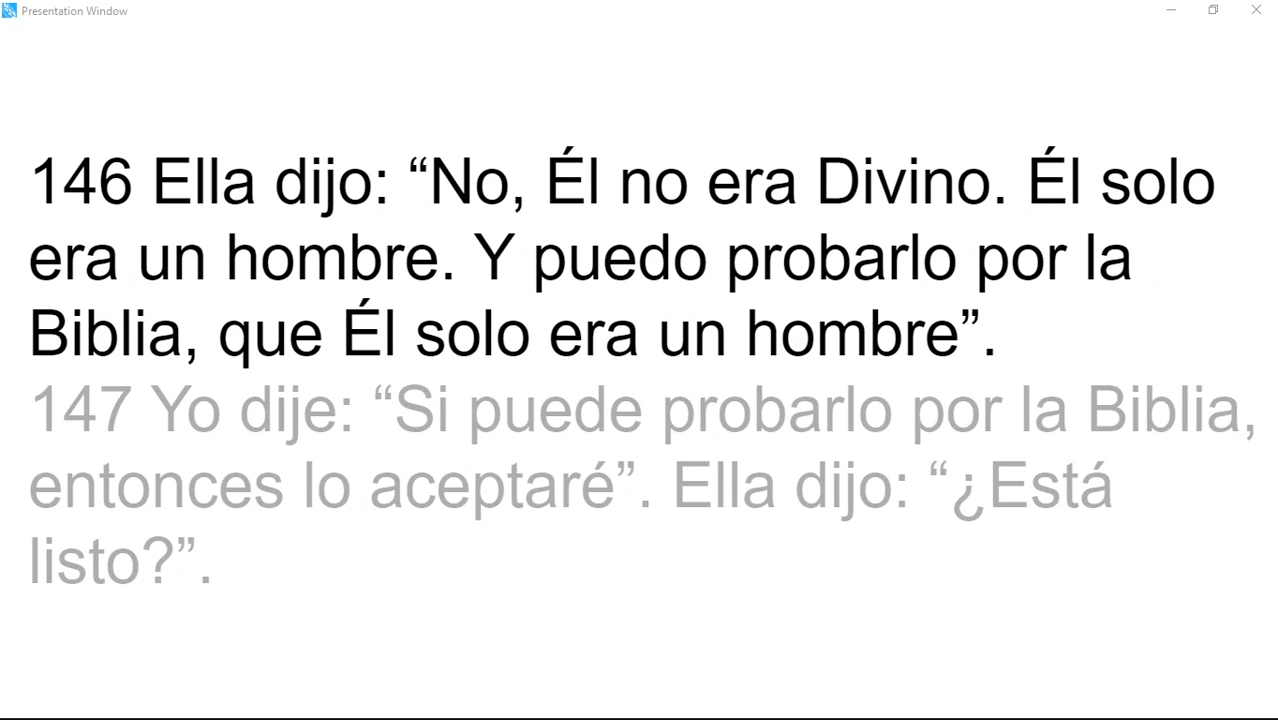 Presentation Window
146 Ella dijo: “No, Él no era Divino. Él solo
era un hombre. Y puedo probarlo por la
Biblia, que Él solo era un hombre”.
147 Yo dije: “Si puede probarlo por la Biblia,
entonces lo aceptaré”. Ella dijo: “¿Está
listo?”.